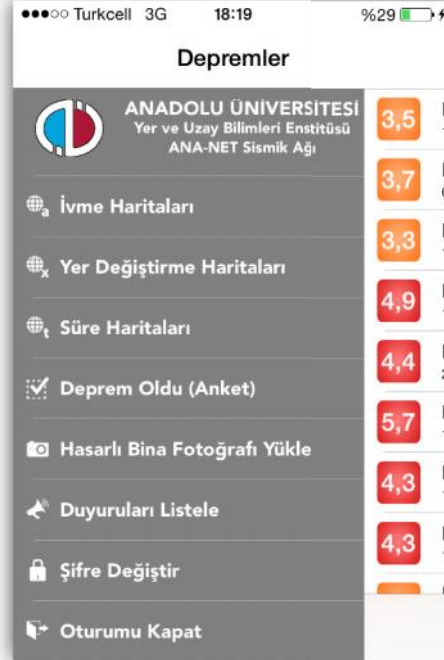 Turkcell 3G 18:19 %29
Depremler
ANADOLU ÜNİVERSİTESİ
Yer ve Uzay Bilimleri Enstitüsü
ANA-NET Sismik Ağı
İvme Haritaları
Yer Değiştirme Haritaları
Süre Haritaları
Deprem Oldu (Anket)
Hasarlı Bina Fotoğrafı Yükle
Duyuruları Listele
Şifre Değiştir
Oturumu Kapat
3,5
3,7
3,3
4,9
4,4
5,7
4,3
4,3